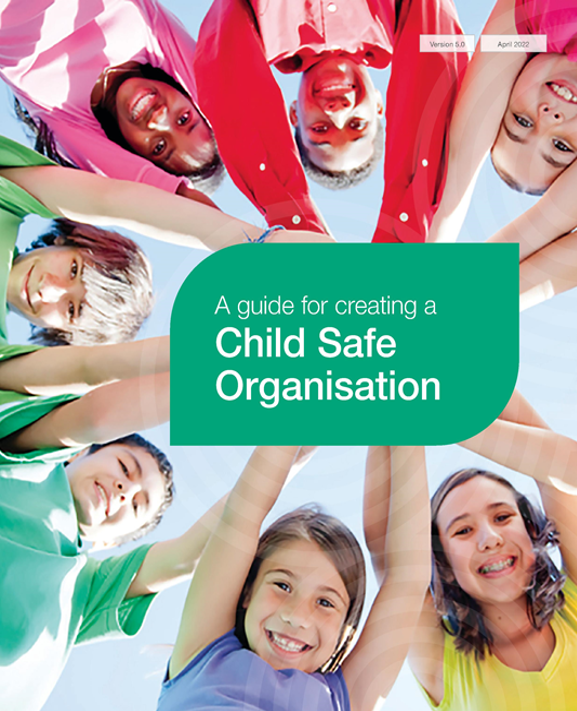 Version 5.0
April 2022
A guide for creating a
Child Safe
Organisation